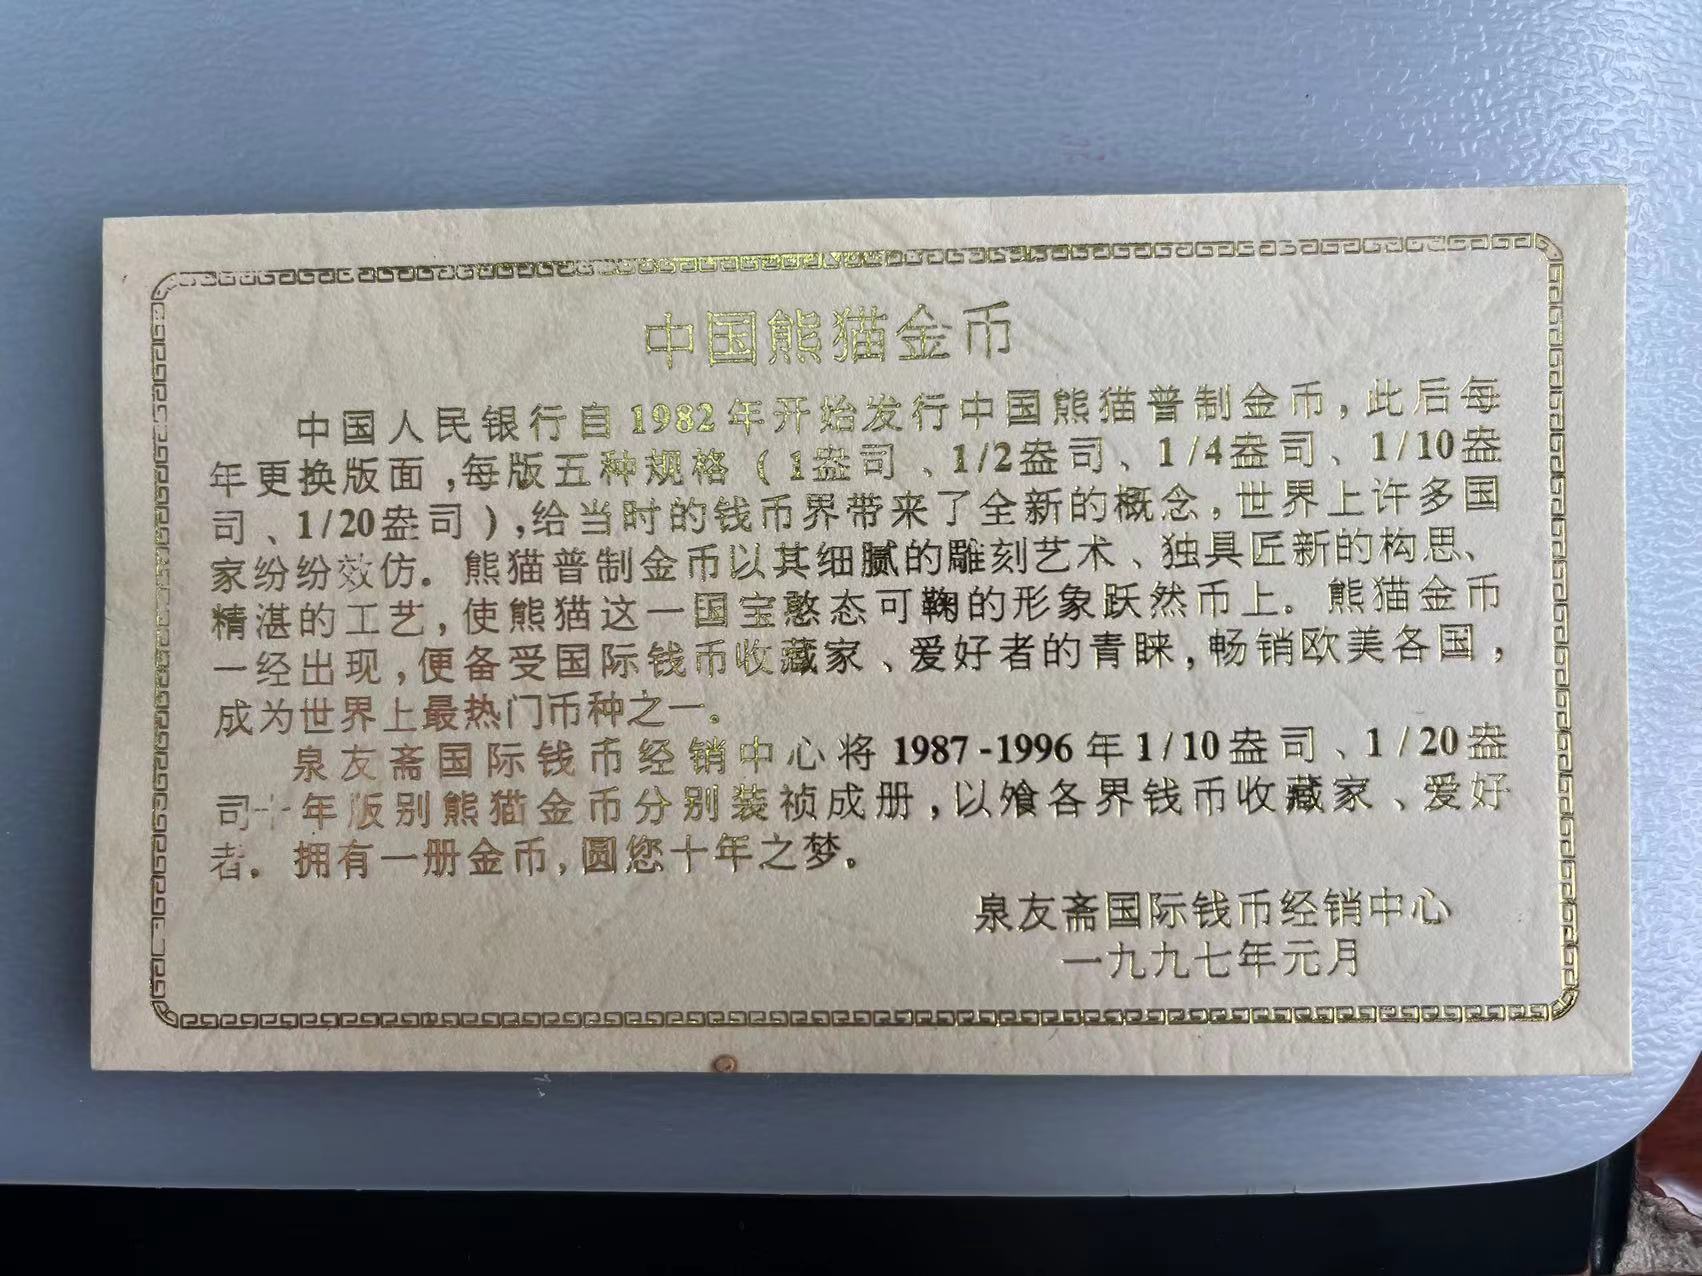 中国熊猫金币
中国人民银行自1982年开始发行中国熊猫普制金币，此后每
年更换版面，每版五种规格（1盎司、1/2盎司、1/4盎司、1/10盎
司、1/20盎司），给当时的钱币界带来了全新的概念，世界上许多国
家纷纷效仿。熊猫普制金币以其细腻的雕刻艺术、独具匠新的构思、
精湛的工艺，使熊猫这一国宝憨态可鞠的形象跃然币上。熊猫金币
一经出现，便备受国际钱币收藏家、爱好者的青睐，畅销欧美各国，
成为世界上最热门币种之一。
泉友斋国际钱币经销中心将1987-1996年1/10盎司、1/20盎
司十年版别熊猫金币分别装祯成册，以飨各界钱币收藏家、爱好
者。拥有一册金币，圆您十年之梦。
泉友斋国际钱币经销中心
一九九七年元月